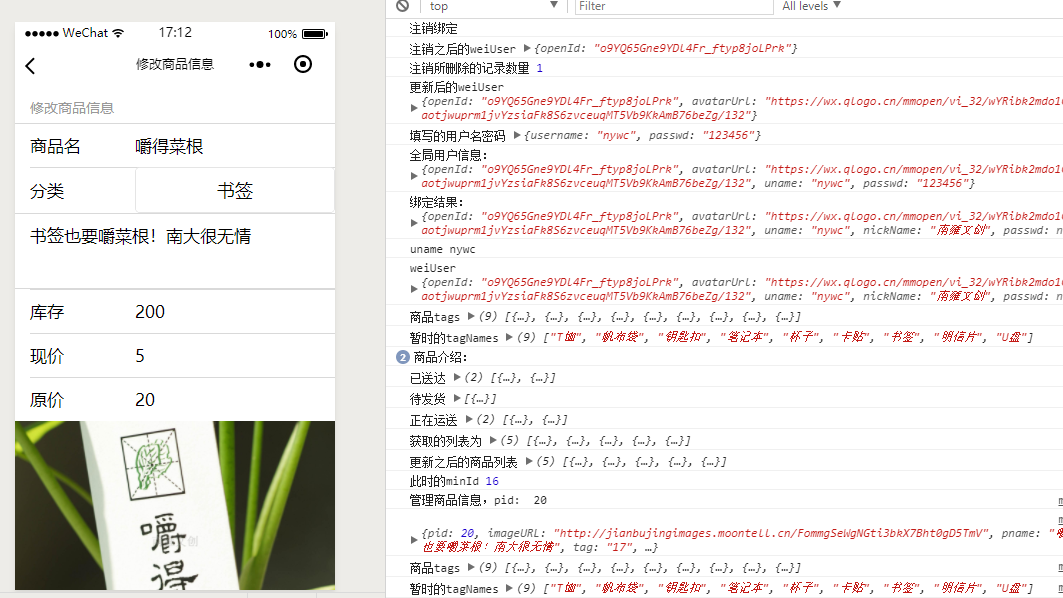 WeChat 17:12 100%
修改商品信息
修改商品信息
商品名 嚼得菜根
分类 书签
书签也要嚼菜根！南大很无情
库存 200
现价 5
原价 20
嚼
得
top Filter All levels
注销绑定
注销之后的weiUser {openId: "o9YQ65Gne9YDl4Fr_ftyp8joLPrk"}
注销所删除的记录数量 1
更新后的weiUser
{openId: "o9YQ65Gne9YDl4Fr_ftyp8joLPrk", avatarUrl: "https://wx.qlogo.cn/mmopen/vi_32/wYRibk2mdo1
aotjwuprm1jvYzsiaFk8S6zvceuqMT5Vb9KkAmB76beZg/132"}
填写的用户名密码 {username: "nywc", passwd: "123456"}
全局用户信息：
{openId: "o9YQ65Gne9YDl4Fr_ftyp8joLPrk", avatarUrl: "https://wx.qlogo.cn/mmopen/vi_32/wYRibk2mdo1
aotjwuprm1jvYzsiaFk8S6zvceuqMT5Vb9KkAmB76beZg/132", uname: "nywc", passwd: "123456"}
绑定结果：
{openId: "o9YQ65Gne9YDl4Fr_ftyp8joLPrk", avatarUrl: "https://wx.qlogo.cn/mmopen/vi_32/wYRibk2mdo1
aotjwuprm1jvYzsiaFk8S6zvceuqMT5Vb9KkAmB76beZg/132", uname: "nywc", nickName: "南雍文创", passwd: n
uname nywc
weiUser
{openId: "o9YQ65Gne9YDl4Fr_ftyp8joLPrk", avatarUrl: "https://wx.qlogo.cn/mmopen/vi_32/wYRibk2mdo1
aotjwuprm1jvYzsiaFk8S6zvceuqMT5Vb9KkAmB76beZg/132", uname: "nywc", nickName: "南雍文创", passwd: n
商品tags (9) [{…}, {…}, {…}, {…}, {…}, {…}, {…}, {…}, {…}]
暂时的tagNames (9) ["T恤", "帆布袋", "钥匙扣", "笔记本", "杯子", "卡贴", "书签", "明信片", "U盘"]
2 商品介绍：
已送达 (2) [{…}, {…}]
待发货 [{…}]
正在运送 (2) [{…}, {…}]
获取的列表为 (5) [{…}, {…}, {…}, {…}, {…}]
更新之后的商品列表 (5) [{…}, {…}, {…}, {…}, {…}]
此时的minId 16
管理商品信息，pid: 20
{pid: 20, imageURL: "http://jianbujingimages.moontell.cn/FommgSeWgNGti3bkX7Bht0gD5TmV", pname: "嚼
也要嚼菜根！南大很无情", tag: "17", …}
商品tags (9) [{…}, {…}, {…}, {…}, {…}, {…}, {…}, {…}, {…}]
暂时的tagNames (9) ["T恤", "帆布袋", "钥匙扣", "笔记本", "杯子", "卡贴", "书签", "明信片", "U盘"]